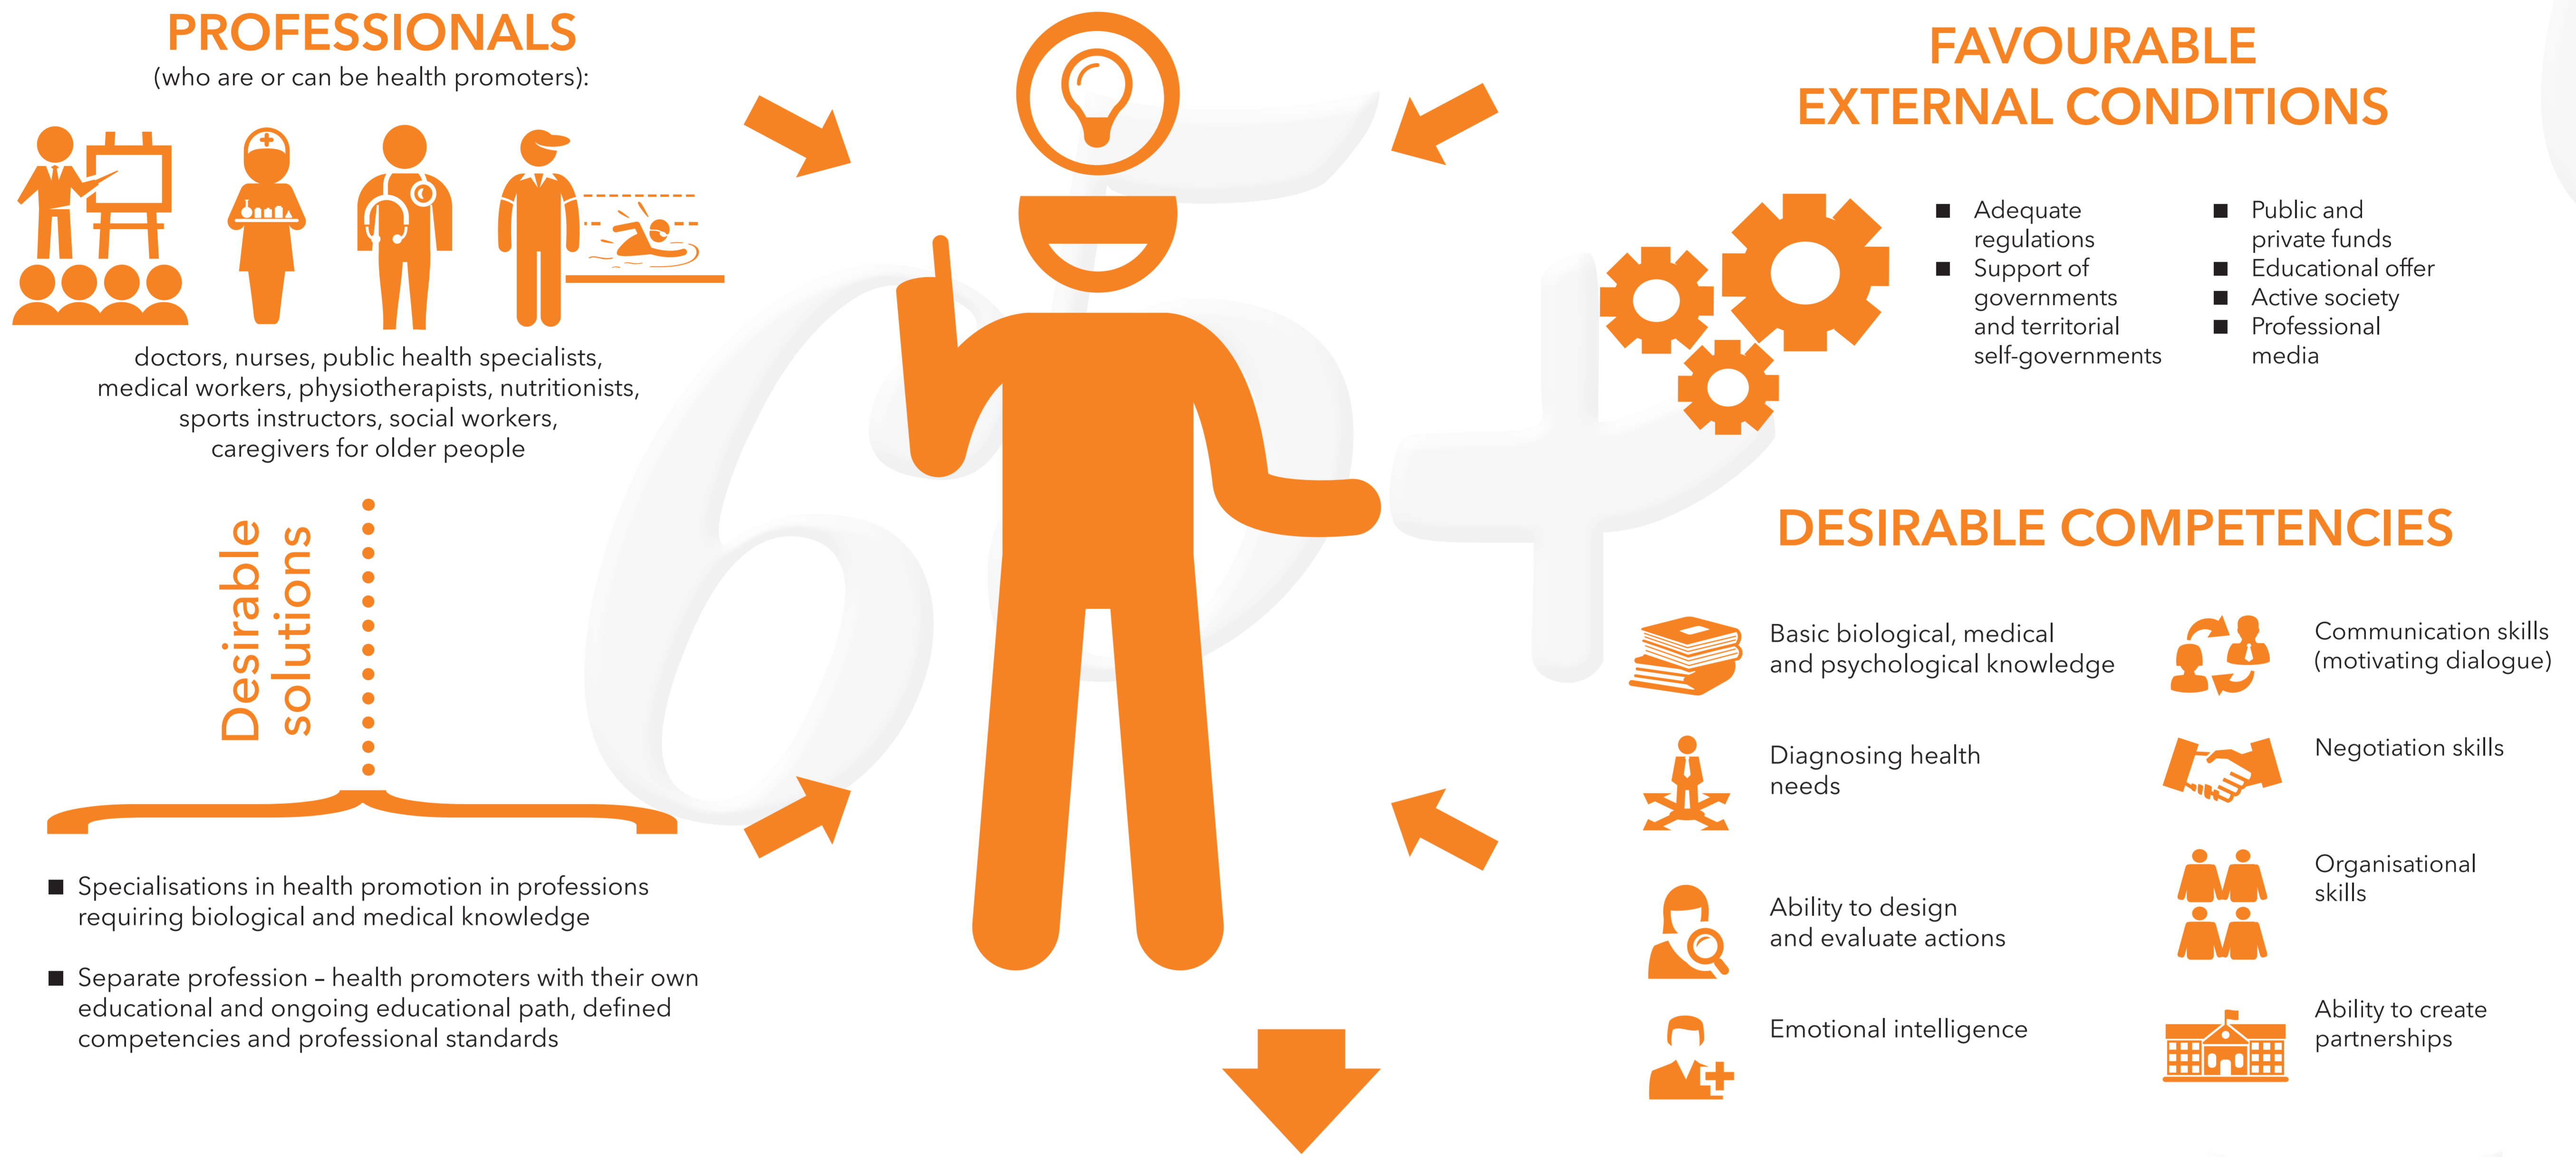 PROFESSIONALS
(who are or can be health promoters):
doctors, nurses, public health specialists,
medical workers, physiotherapists, nutritionists,
sports instructors, social workers,
caregivers for older people
Desirable
solutions
■ Specialisations in health promotion in professions
requiring biological and medical knowledge
■ Separate profession – health promoters with their own
educational and ongoing educational path, defined
competencies and professional standards
65+
FAVOURABLE
EXTERNAL CONDITIONS
■ Adequate
regulations
■ Support of
governments
and territorial
self-governments
■ Public and
private funds
■ Educational offer
■ Active society
■ Professional
media
DESIRABLE COMPETENCIES
Basic biological, medical
and psychological knowledge
Diagnosing health
needs
Ability to design
and evaluate actions
Emotional intelligence
Communication skills
(motivating dialogue)
Negotiation skills
Organisational
skills
Ability to create
partnerships